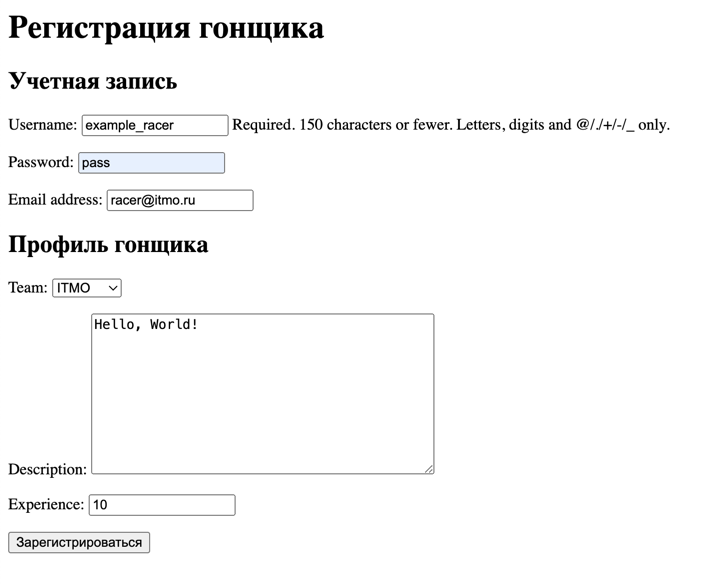 Регистрация гонщика
Учетная запись
Username: example_racer Required. 150 characters or fewer. Letters, digits and @/./+/-/_ only.
Password: pass
Email address: racer@itmo.ru
Профиль гонщика
Team: ITMO
Hello, World!
Description:
Experience: 10
Зарегистрироваться